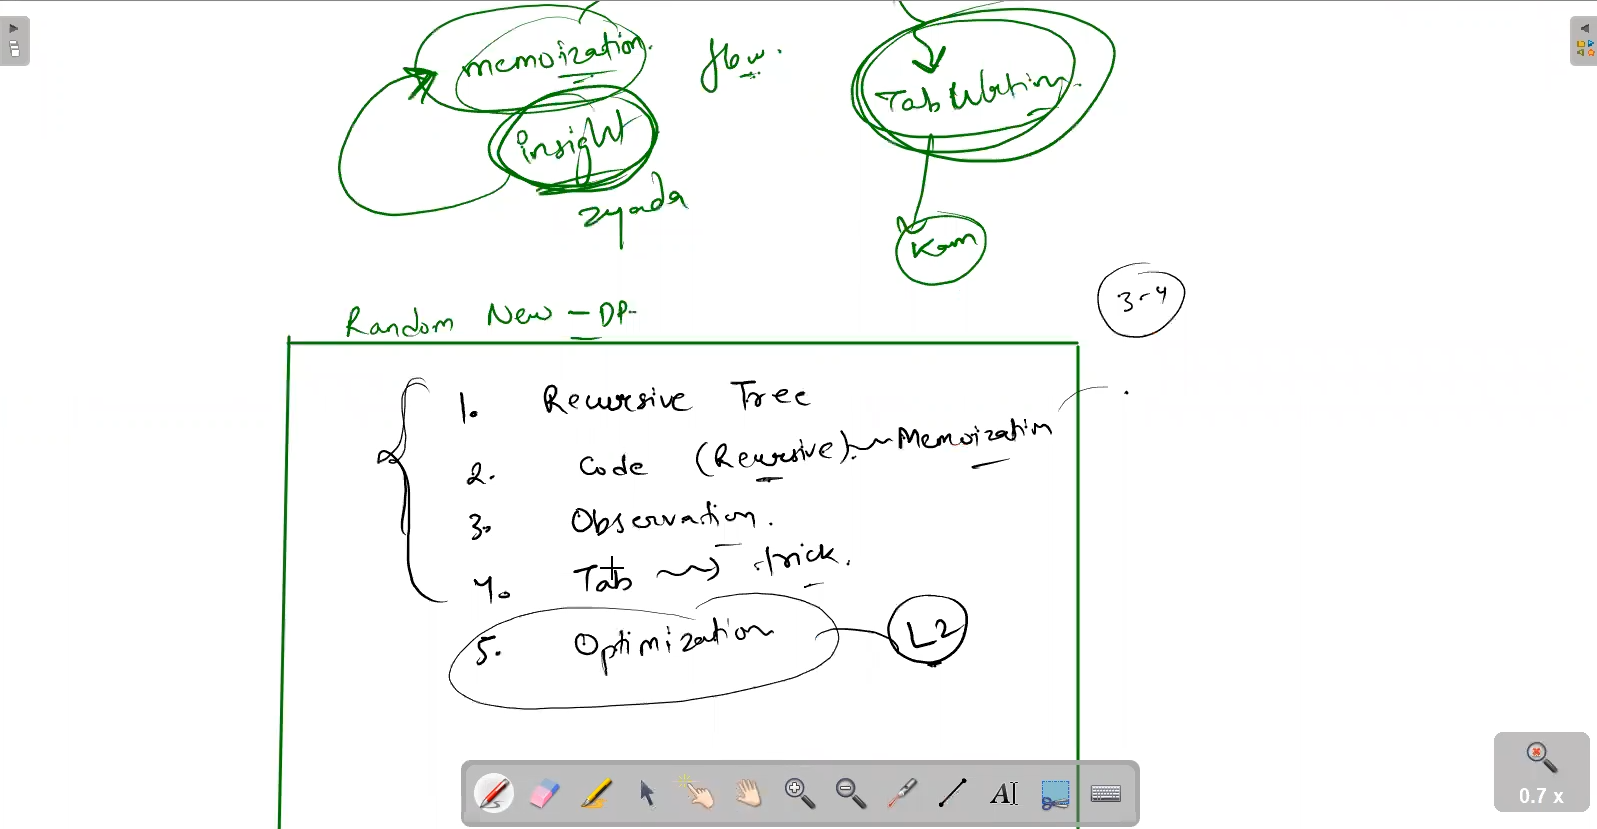 memoization. flow.
Tabulation.
insight
zyada
Kam
3-4
Random New - DP-
1. Recursive Tree
2. Code (Recursive). Memoization
3. Observation.
4. Tab trick.
5. Optimization L2
AI
0.7 x